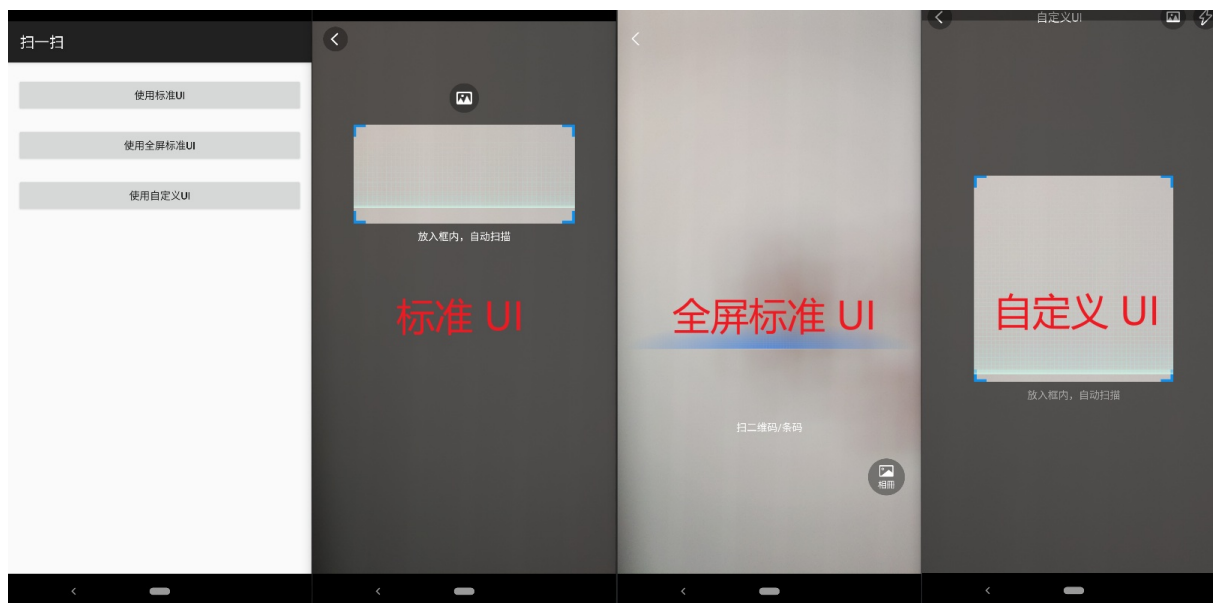 扫一扫
使用标准UI
使用全屏标准UI
使用自定义UI
放入框内，自动扫描
标准 UI
全屏标准 UI
扫二维码/条码
相冊
自定义UI
自定义 UI
放入框内，自动扫描